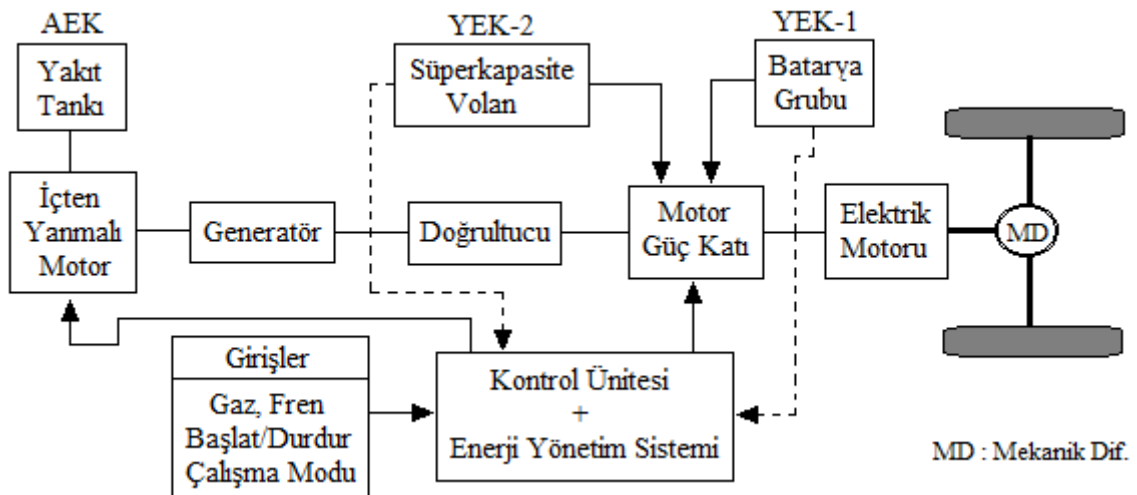 AEK
YEK-2
YEK-1
Yakıt
Tankı
Süperkapasite
Volan
Batarya
Grubu
İçten
Yanmalı
Motor
Generatör
Doğrultucu
Motor
Güç Katı
Elektrik
Motoru
MD
Girişler
Gaz, Fren
Başlat/Durdur
Çalışma Modu
Kontrol Ünitesi
+
Enerji Yönetim Sistemi
MD : Mekanik Dif.